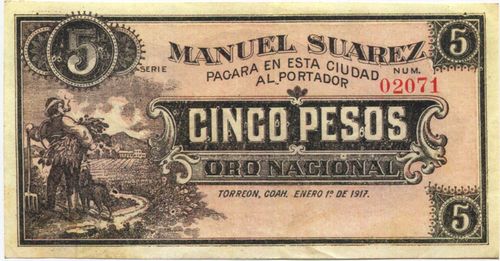 5
MANUEL SUAREZ
5
SERIE
PAGARA EN ESTA CIUDAD
NUM.
AL PORTADOR
02071
CINCO PESOS
ORO NACIONAL
TORREON, COAH. ENERO 1º DE 1917.
5